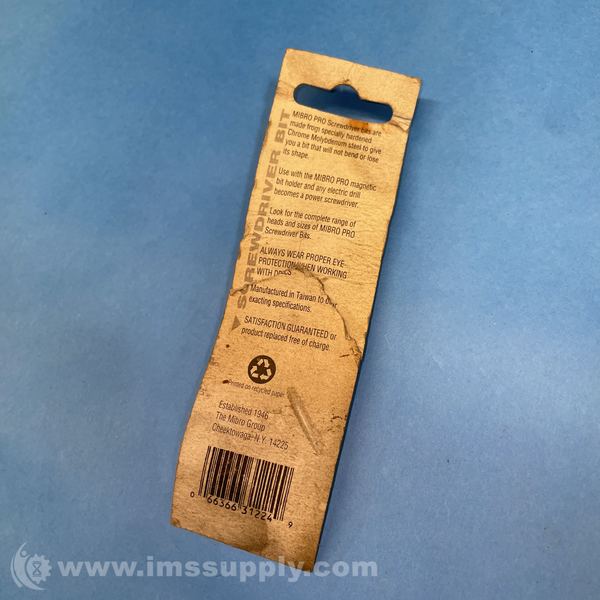 SCREWDRIVER BIT
MIBRO PRO Screwdriver bits are
made from specially hardened
Chrome Molybdenum steel to give
you a bit that will not bend or lose
its shape.
Use with the MIBRO PRO magnetic
bit holder and any electric drill
becomes a power screwdriver.
Look for the complete range of
heads and sizes of MIBRO PRO
Screwdriver Bits.
ALWAYS WEAR PROPER EYE
PROTECTION WHEN WORKING
WITH
Manufactured in Taiwan to our
exacting specifications.
SATISFACTION GUARANTEED or
product replaced free of charge.
Printed on recycled paper
Established 1946
The Mibro Group
Cheektowaga, N.Y. 14225
0 66366 31224 9
www.imssupply.com